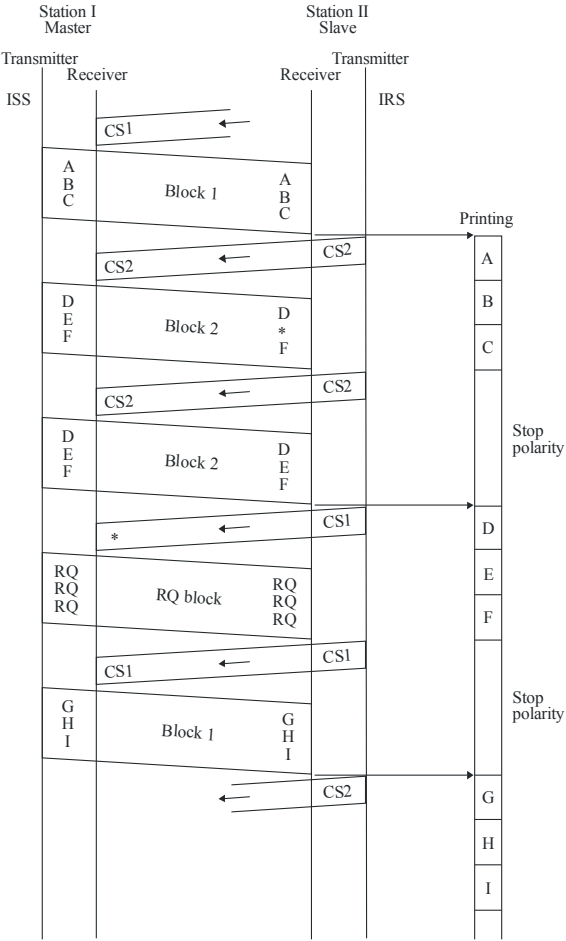 Station I
Master
Station II
Slave
Transmitter
Receiver
Receiver
Transmitter
ISS
IRS
CS1
A
B
C
Block 1
A
B
C
Printing
CS2
CS2
A
B
C
D
E
F
Block 2
D
*
F
CS2
CS2
Stop
polarity
D
E
F
Block 2
D
E
F
*
CS1
D
E
F
RQ
RQ
RQ
RQ block
RQ
RQ
RQ
CS1
CS1
Stop
polarity
G
H
I
Block 1
G
H
I
CS2
G
H
I